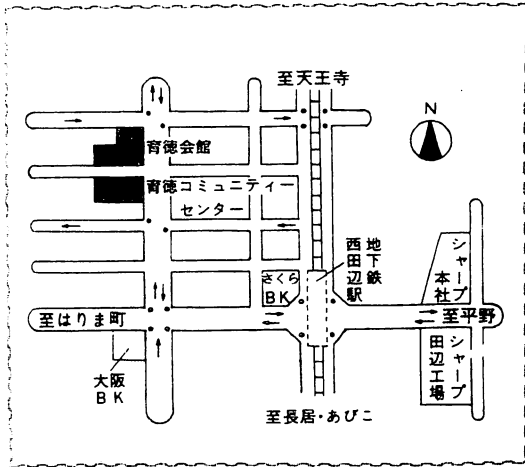 至天王寺
N
育徳会館
育徳コミュニティー
センター
地下鉄
西田辺駅
さくら
BK
シャープ
本社
至はりま町
至平野
大阪
BK
シャープ
田辺工場
至長居・あびこ